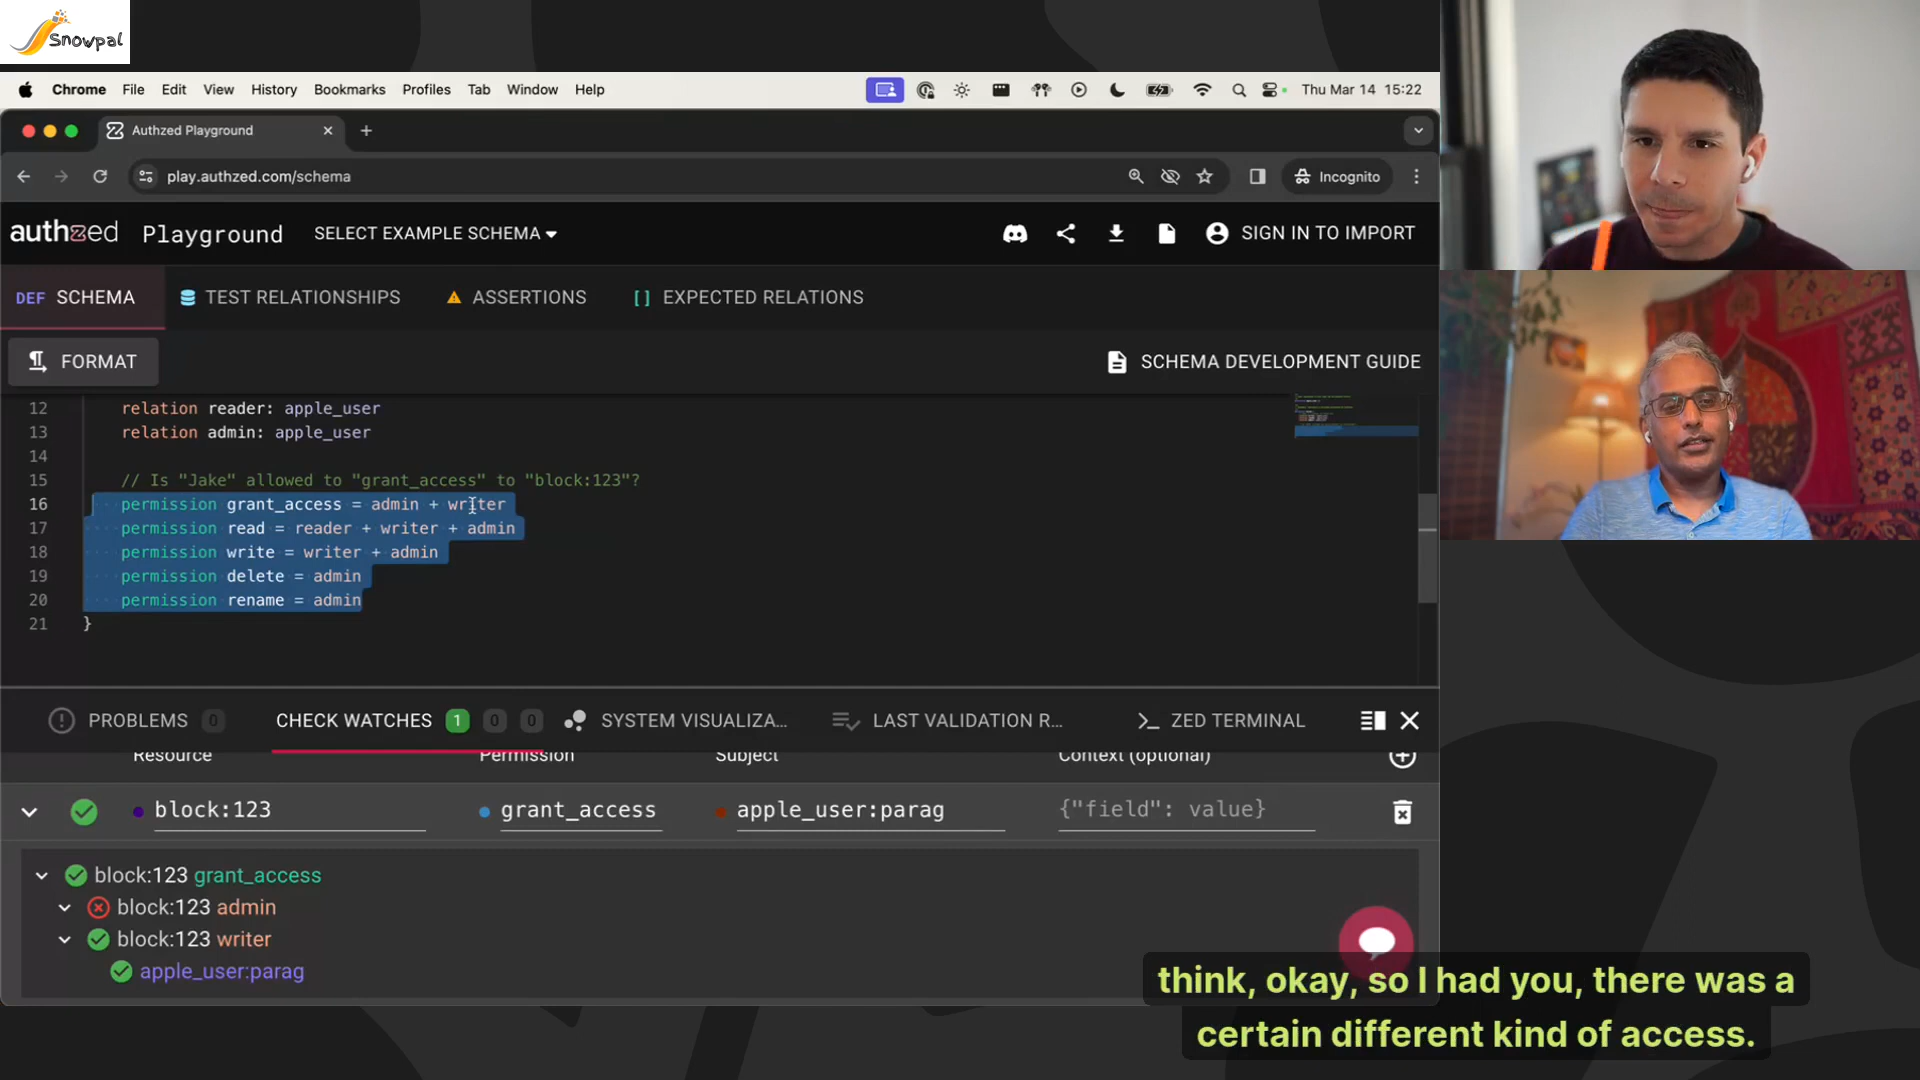 Snowpal
Chrome File Edit View History Bookmarks Profiles Tab Window Help Thu Mar 14 15:22
Authzed Playground
play.authzed.com/schema Incognito
authzed Playground SELECT EXAMPLE SCHEMA SIGN IN TO IMPORT
DEF SCHEMA TEST RELATIONSHIPS ASSERTIONS [ ] EXPECTED RELATIONS
FORMAT SCHEMA DEVELOPMENT GUIDE
12 relation reader: apple_user
13 relation admin: apple_user
14
15 // Is "Jake" allowed to "grant_access" to "block:123"?
16 permission grant_access = admin + writer
17 permission read = reader + writer + admin
18 permission write = writer + admin
19 permission delete = admin
20 permission rename = admin
21 }
PROBLEMS 0 CHECK WATCHES 1 0 0 SYSTEM VISUALIZA... LAST VALIDATION R... ZED TERMINAL
Resource Permission Subject Context (optional)
block:123 grant_access apple_user:parag {"field": value}
block:123 grant_access
block:123 admin
block:123 writer
apple_user:parag
think, okay, so I had you, there was a
certain different kind of access.